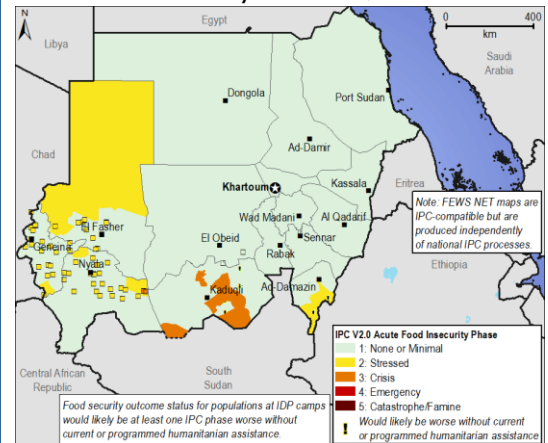 Egypt
N
0
400
km
Libya
Saudi
Arabia
Dongola
Port Sudan
Chad
Ad-Damir
Khartoum
Kassala
Eritrea
Note: FEWS NET maps are
IPC-compatible but are
produced independently
of national IPC processes.
Wad Madani
Al Qadarif
El Fasher
Geneina
El Obeid
Sennar
Rabak
Ethiopia
Nyala
Ad-Damazin
Kadugli
IPC V2.0 Acute Food Insecurity Phase
1: None or Minimal
2: Stressed
3: Crisis
4: Emergency
5: Catastrophe/Famine
! Would likely be worse without current
or programmed humanitarian assistance
Central African
Republic
South
Sudan
Food security outcome status for populations at IDP camps
would likely be at least one IPC phase worse without
current or programmed humanitarian assistance.